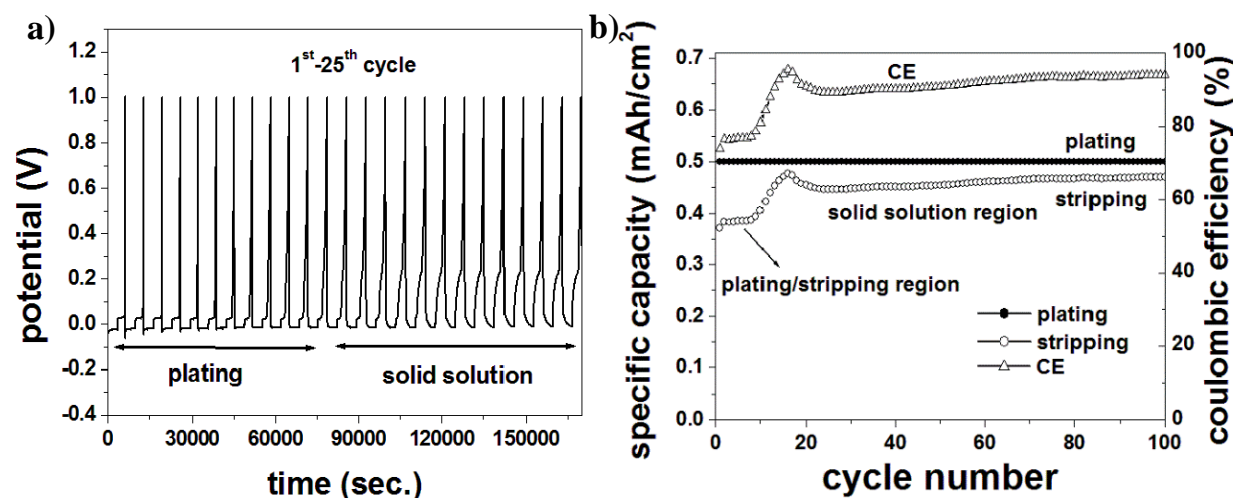 a)
1st-25th cycle
potential (V)
1.2
1.0
0.8
0.6
0.4
0.2
0.0
-0.2
-0.4
plating
solid solution
0 30000 60000 90000 120000 150000
time (sec.)
b)
specific capacity (mAh/cm2)
0.7
0.6
0.5
0.4
0.3
0.2
0.1
0.0
CE
plating
stripping
solid solution region
plating/stripping region
plating
stripping
CE
100
80
60
40
20
0
coulombic efficiency (%)
0 20 40 60 80 100
cycle number